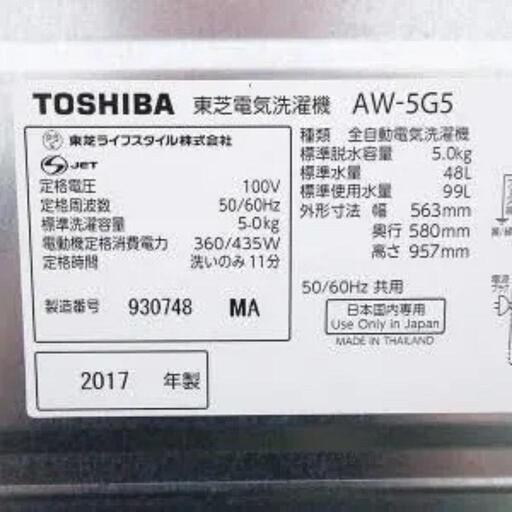 TOSHIBA 東芝電気洗濯機 AW-5G5
東芝ライフスタイル株式会社
JET
定格電圧 100V
定格周波数 50/60Hz
標準洗濯容量 5.0kg
電動機定格消費電力 360/435W
定格時間 洗いのみ 11分
製造番号 930748 MA
2017 年製
種類 全自動電気洗濯機
標準脱水容量 5.0kg
標準水量 48L
標準使用水量 99L
外形寸法 幅 563mm
奥行 580mm
高さ 957mm
50/60Hz 共用
日本国内専用
Use Only in Japan
MADE IN THAILAND